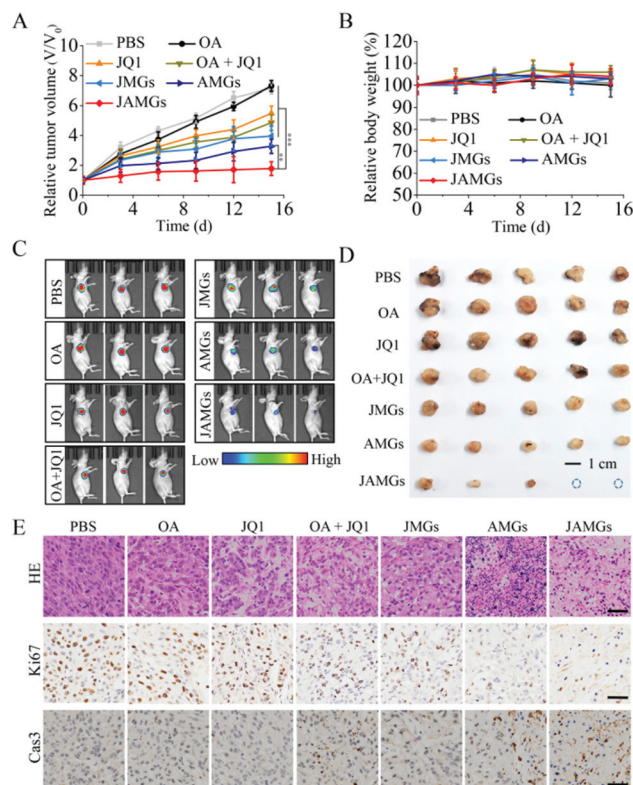 A
Relative tumor volume (V/V0)
10
8
6
4
2
0
0 4 8 12 16
Time (d)
PBS OA
JQ1 OA + JQ1
JMGs AMGs
JAMGs
***
**
B
Relative body weight (%)
120
110
100
90
80
70
60
50
0 4 8 12 16
Time (d)
PBS OA
JQ1 OA + JQ1
JMGs AMGs
JAMGs
C
PBS
OA
JQ1
OA+JQ1
JMGs
AMGs
JAMGs
Low High
D
PBS
OA
JQ1
OA+JQ1
JMGs
AMGs
JAMGs
1 cm
E
PBS OA JQ1 OA + JQ1 JMGs AMGs JAMGs
HE
Ki67
Cas3